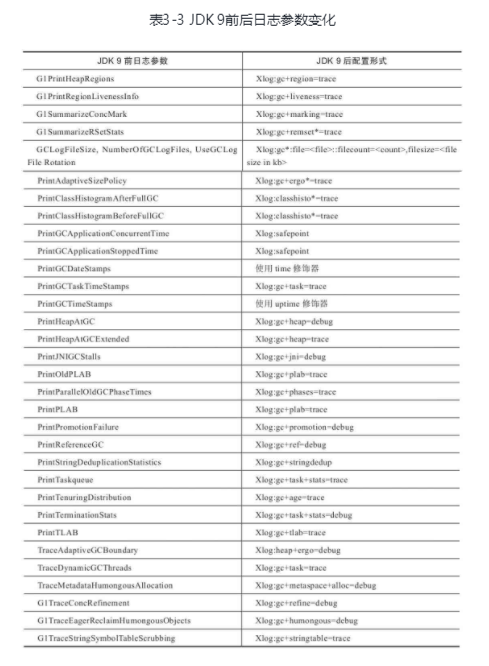 表3-3 JDK 9前后日志参数变化
JDK 9 前日志参数 JDK 9 后配置形式
G1PrintHeapRegions Xlog:gc+region=trace
G1PrintRegionLivenessInfo Xlog:gc+liveness=trace
G1SummarizeConcMark Xlog:gc+marking=trace
G1SummarizeRSetStats Xlog:gc+remset*=trace
GCLogFileSize, NumberOfGCLogFiles, UseGCLog Xlog:gc*:file=<file>::filecount=<count>,filesize=<file
File Rotation size in kb>
PrintAdaptiveSizePolicy Xlog:gc+ergo*=trace
PrintClassHistogramAfterFullGC Xlog:classhisto*=trace
PrintClassHistogramBeforeFullGC Xlog:classhisto*=trace
PrintGCApplicationConcurrentTime Xlog:safepoint
PrintGCApplicationStoppedTime Xlog:safepoint
PrintGCDateStamps 使用 time 修饰器
PrintGCTaskTimeStamps Xlog:gc+task=trace
PrintGCTimeStamps 使用 uptime 修饰器
PrintHeapAtGC Xlog:gc+heap=debug
PrintHeapAtGCExtended Xlog:gc+heap=trace
PrintJNIGCStalls Xlog:gc+jni=debug
PrintOldPLAB Xlog:gc+plab=trace
PrintParallelOldGCPhaseTimes Xlog:gc+phases=trace
PrintPLAB Xlog:gc+plab=trace
PrintPromotionFailure Xlog:gc+promotion=debug
PrintReferenceGC Xlog:gc+ref=debug
PrintStringDeduplicationStatistics Xlog:gc+stringdedup
PrintTaskqueue Xlog:gc+task+stats=trace
PrintTenuringDistribution Xlog:gc+age=trace
PrintTerminationStats Xlog:gc+task+stats=debug
PrintTLAB Xlog:gc+tlab=trace
TraceAdaptiveGCBoundary Xlog:heap+ergo=debug
TraceDynamicGCThreads Xlog:gc+task=trace
TraceMetadataHumongousAllocation Xlog:gc+metaspace+alloc=debug
G1TraceConcRefinement Xlog:gc+refine=debug
G1TraceEagerReclaimHumongousObjects Xlog:gc+humongous=debug
G1TraceStringSymbolTableScrubbing Xlog:gc+stringtable=trace